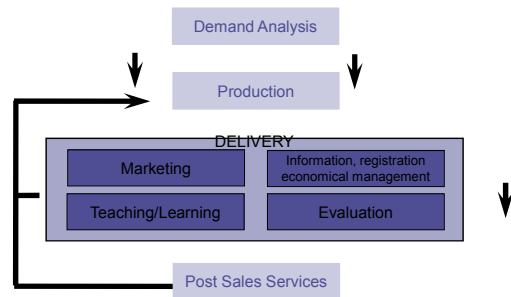 Demand Analysis
Production
DELIVERY
Marketing
Information, registration
economical management
Teaching/Learning
Evaluation
Post Sales Services